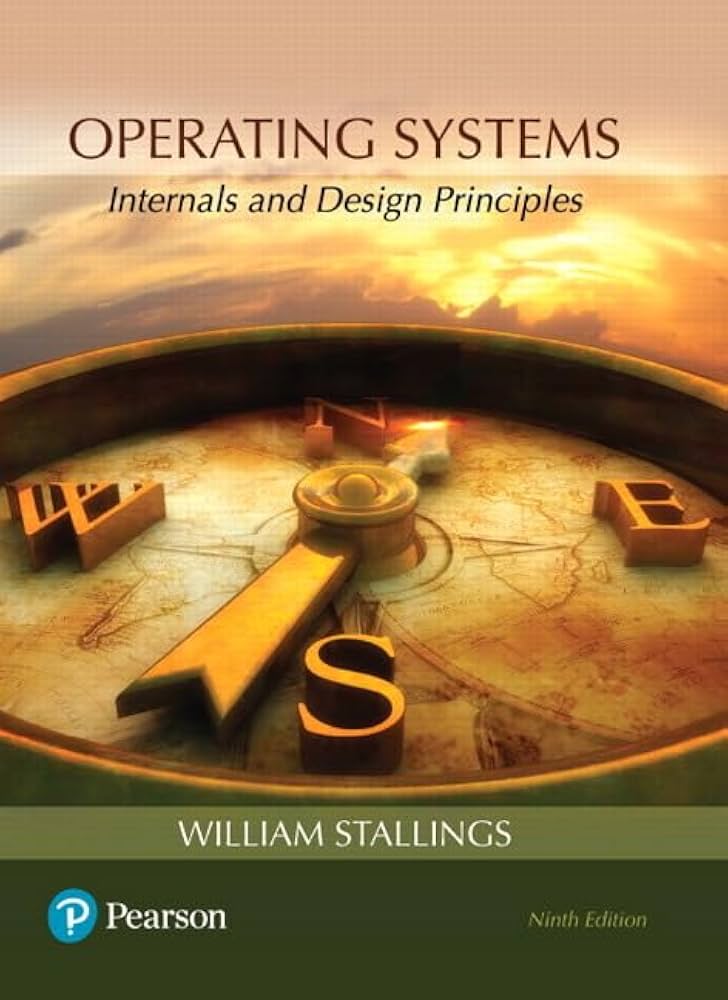 OPERATING SYSTEMS
Internals and Design Principles
N
W
E
S
WILLIAM STALLINGS
P Pearson
Ninth Edition